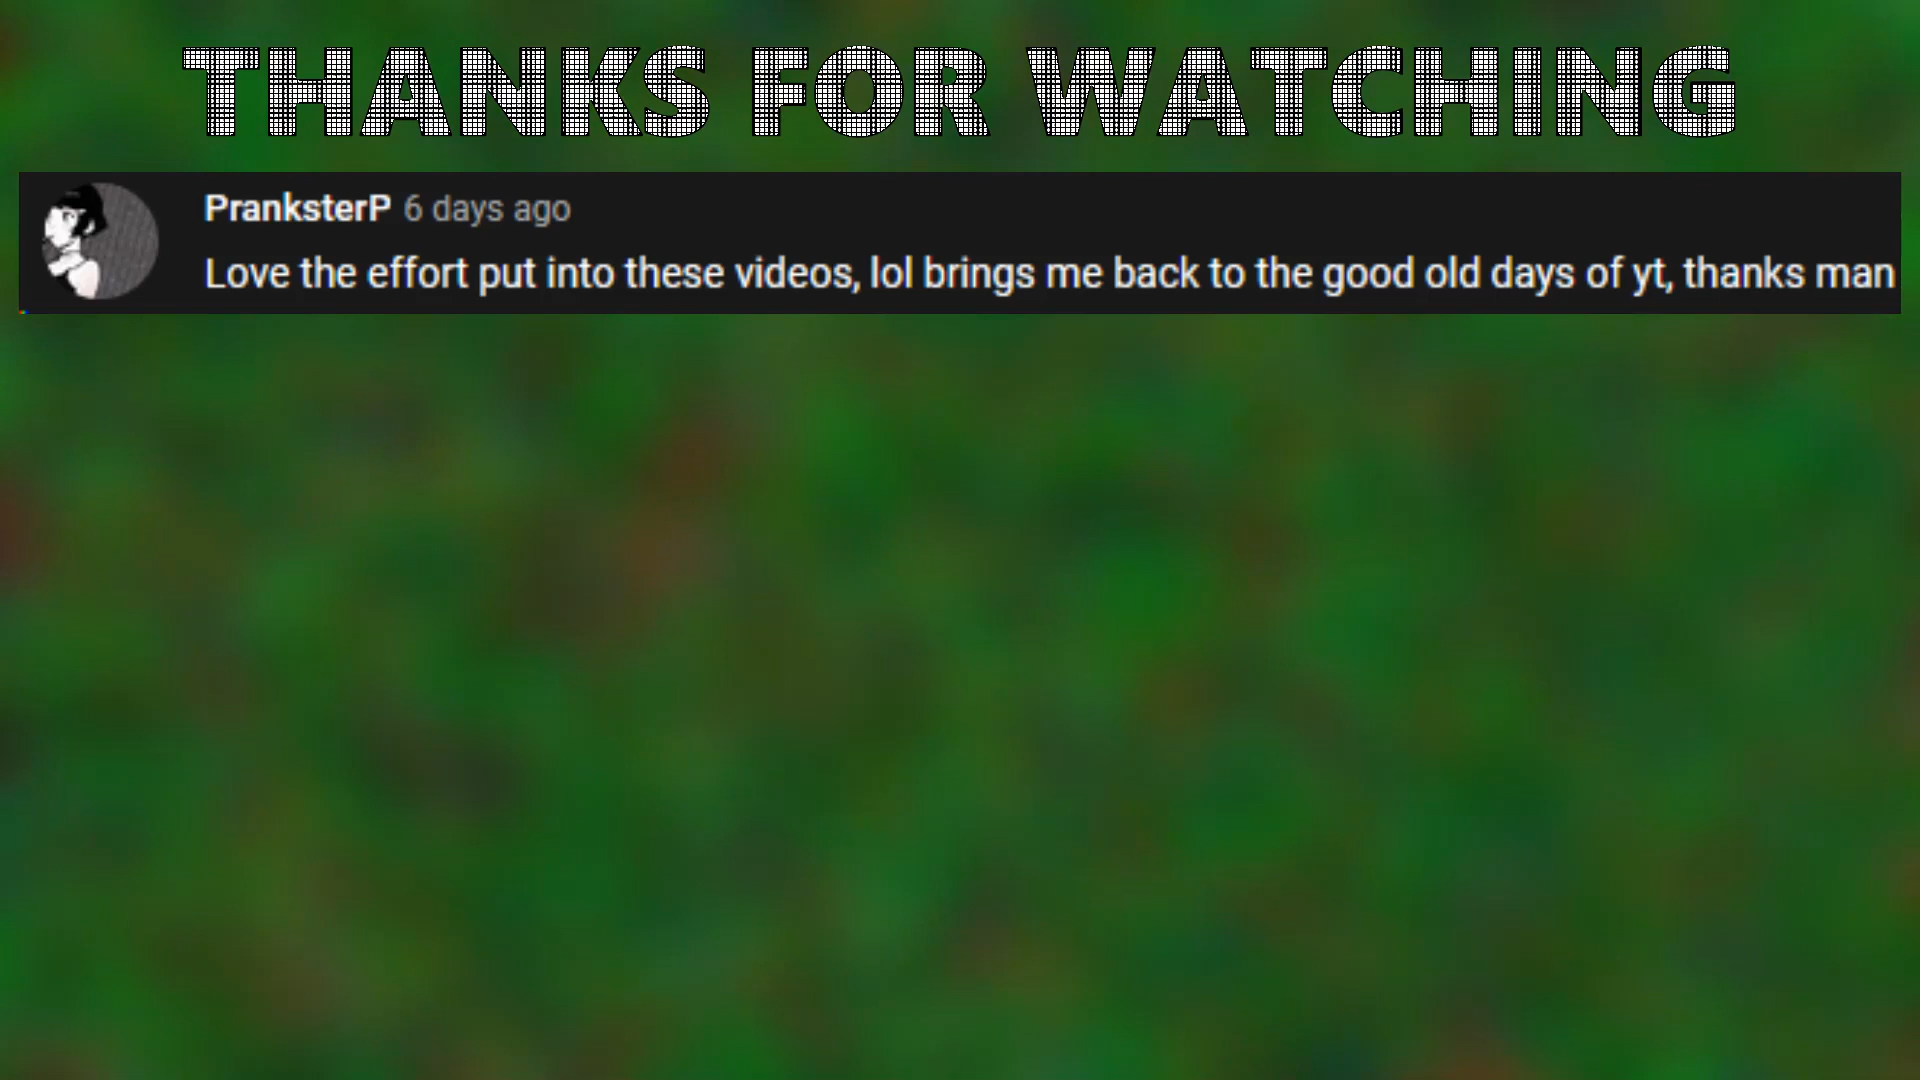 THANKS FOR WATCHING
PranksterP 6 days ago
Love the effort put into these videos, lol brings me back to the good old days of yt, thanks man